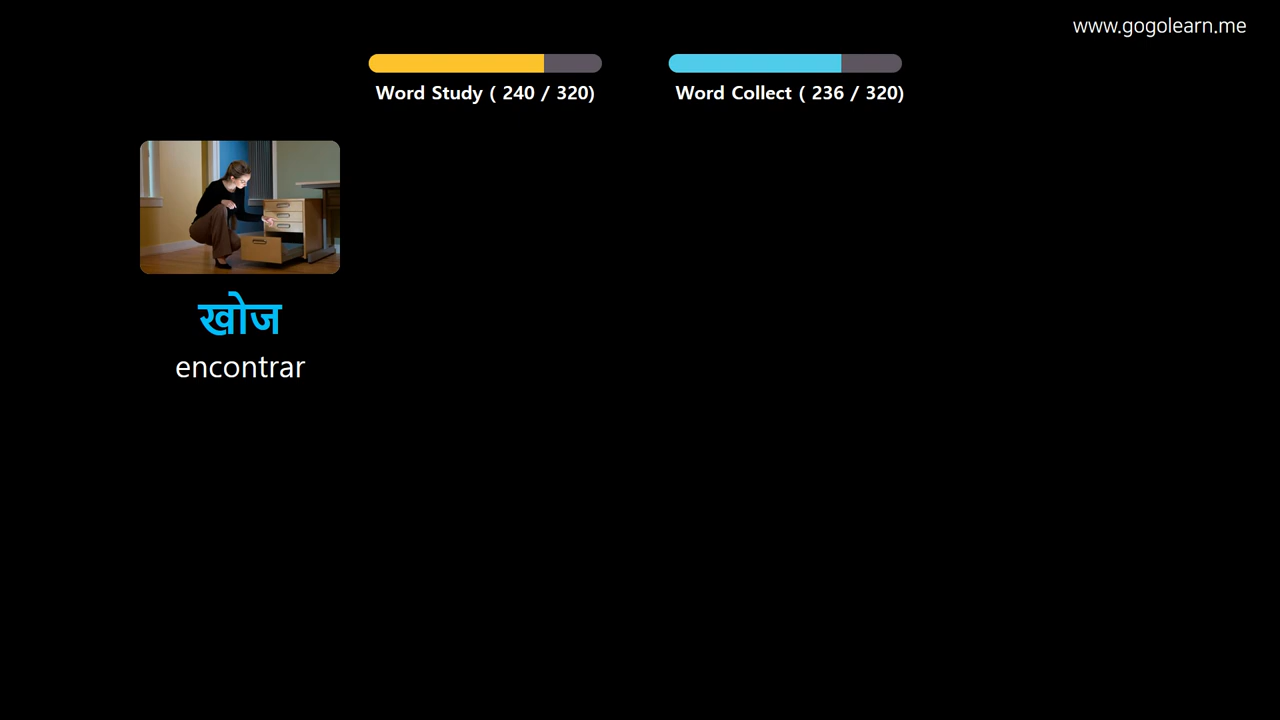 www.gogolearn.me
Word Study ( 240 / 320)
Word Collect ( 236 / 320)
खोज
encontrar